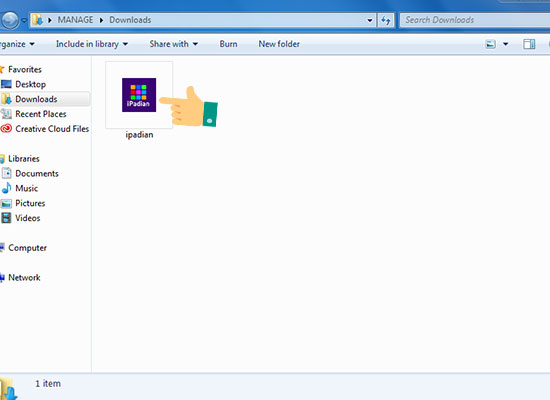 MANAGE Downloads Search Downloads
rganize Include in library Share with Burn New folder
Favorites
Desktop
Downloads
Recent Places
Creative Cloud Files
Libraries
Documents
Music
Pictures
Videos
Computer
Network
iPadian
ipadian
1 item